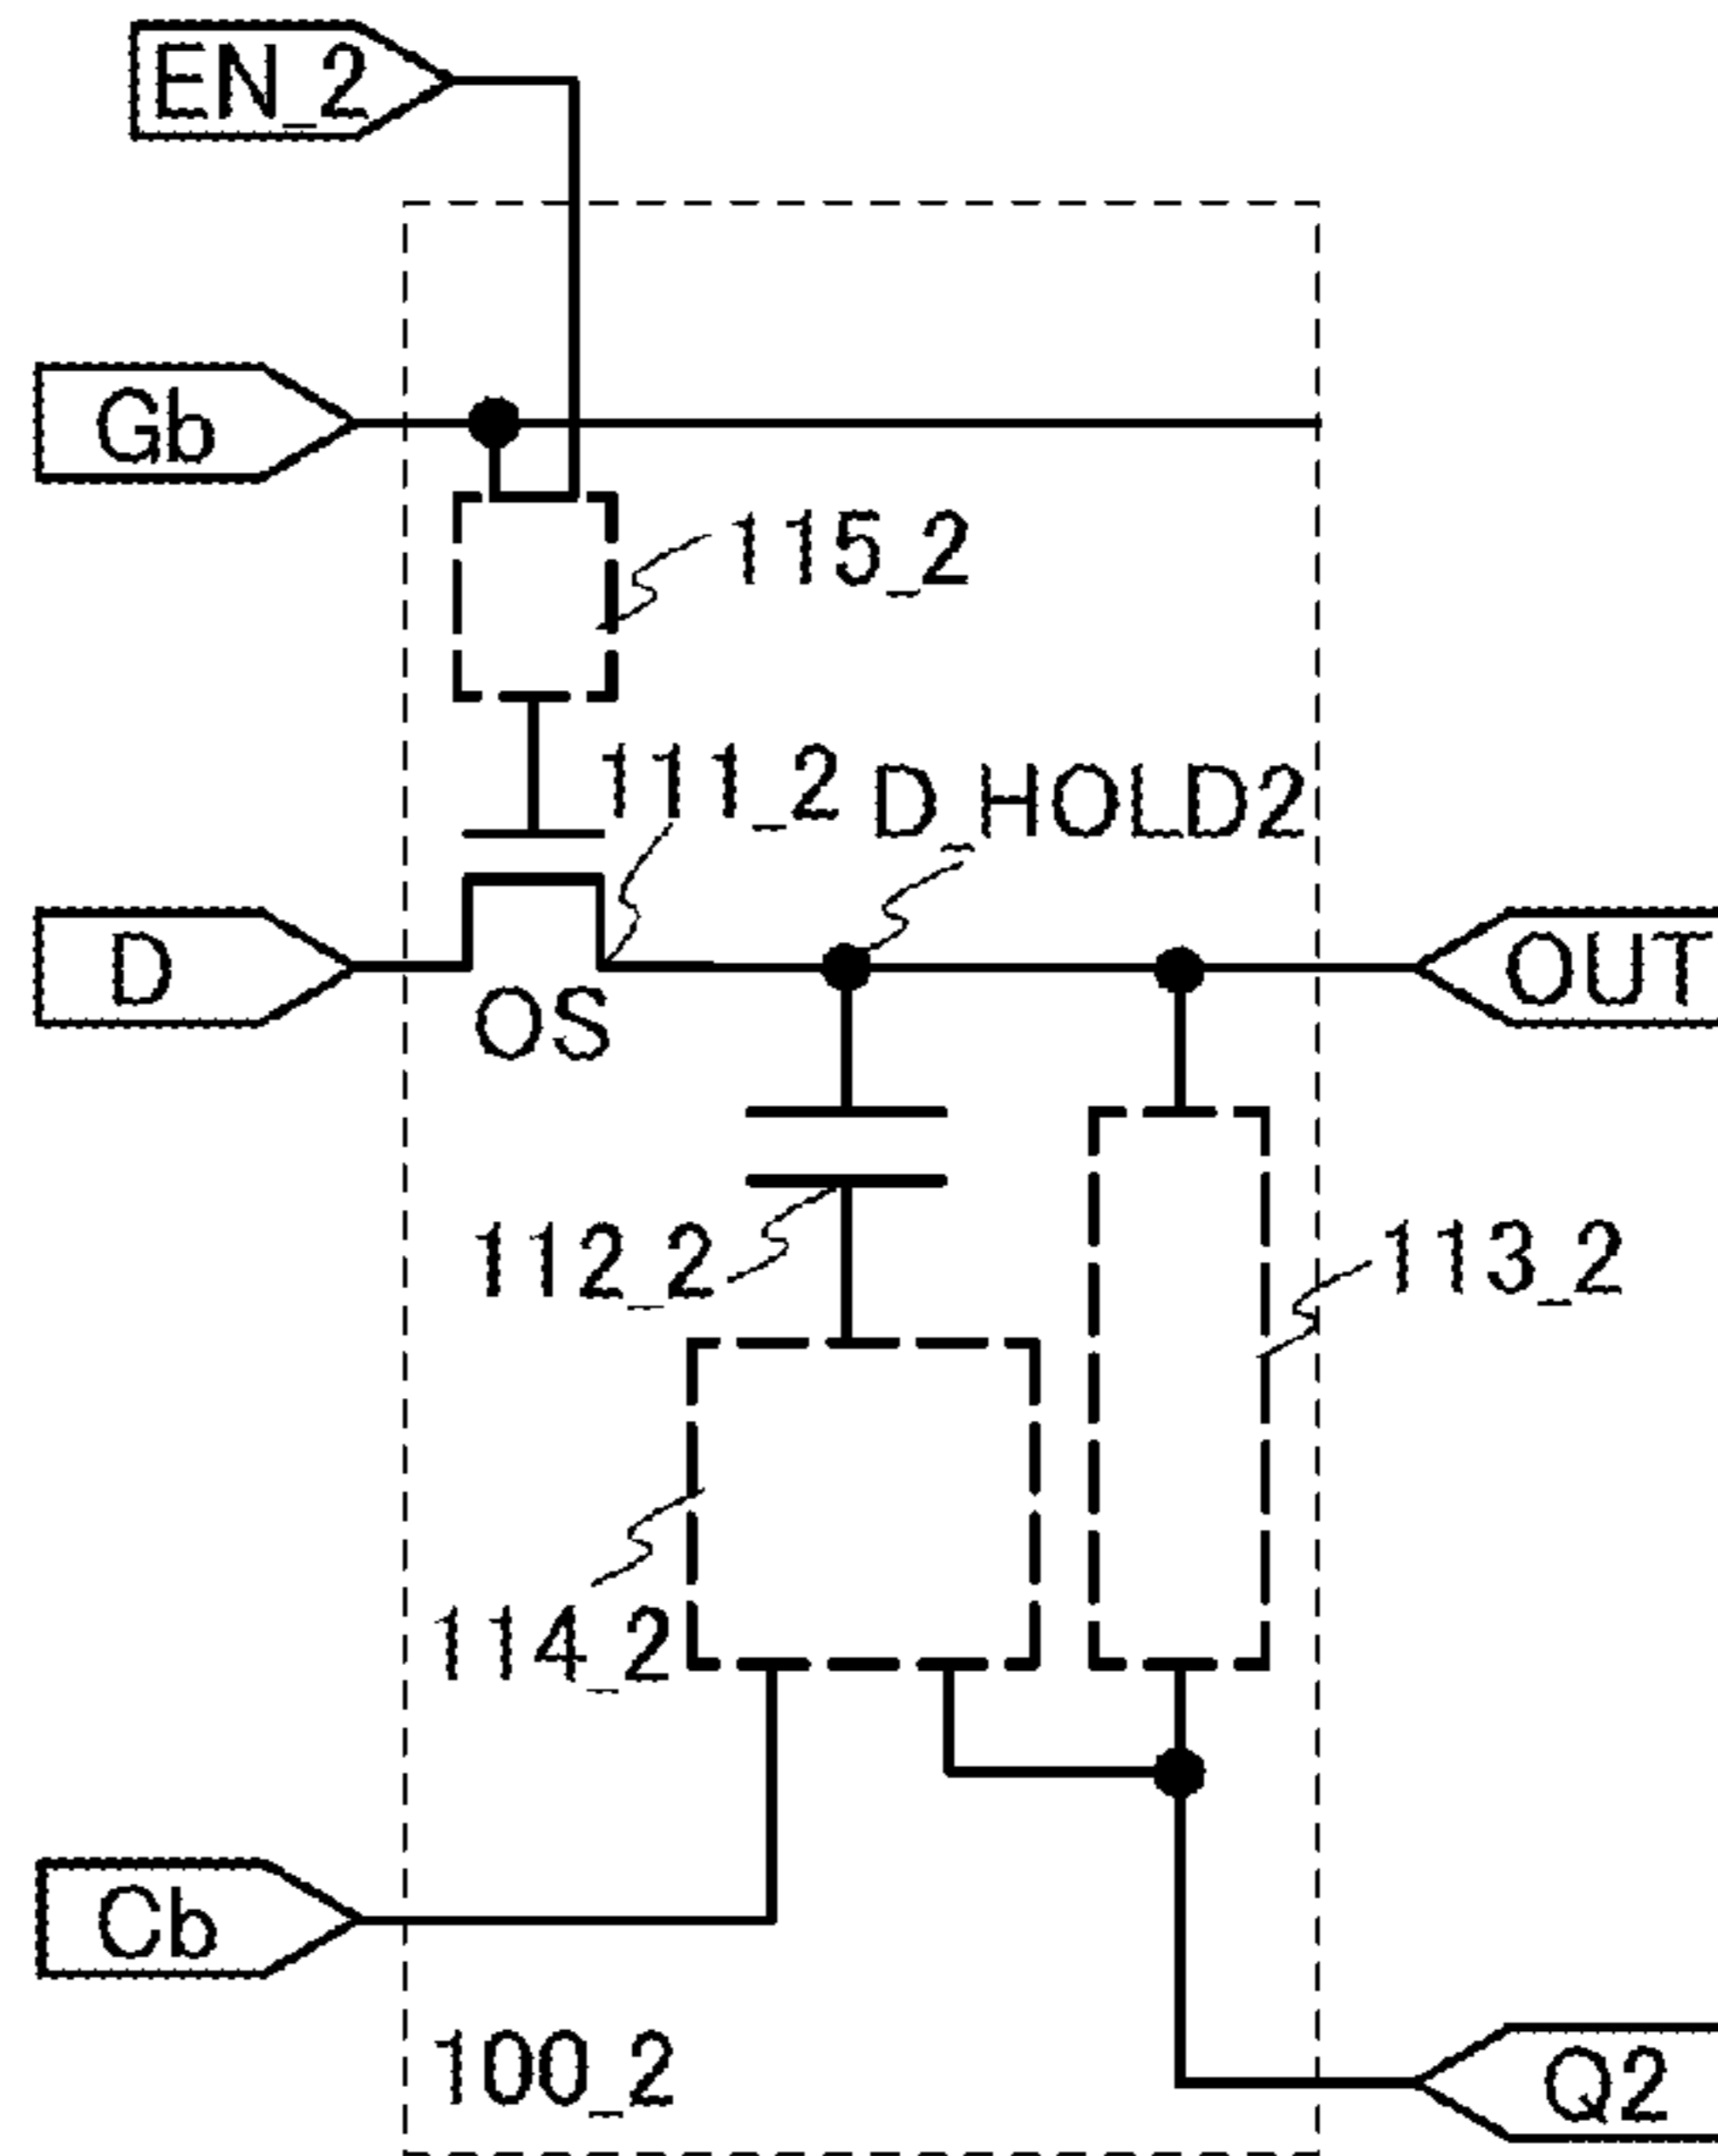 EN_2
Gb
115_2
111_2
D_HOLD2
D
OUT
OS
112_2
113_2
114_2
Cb
100_2
Q2